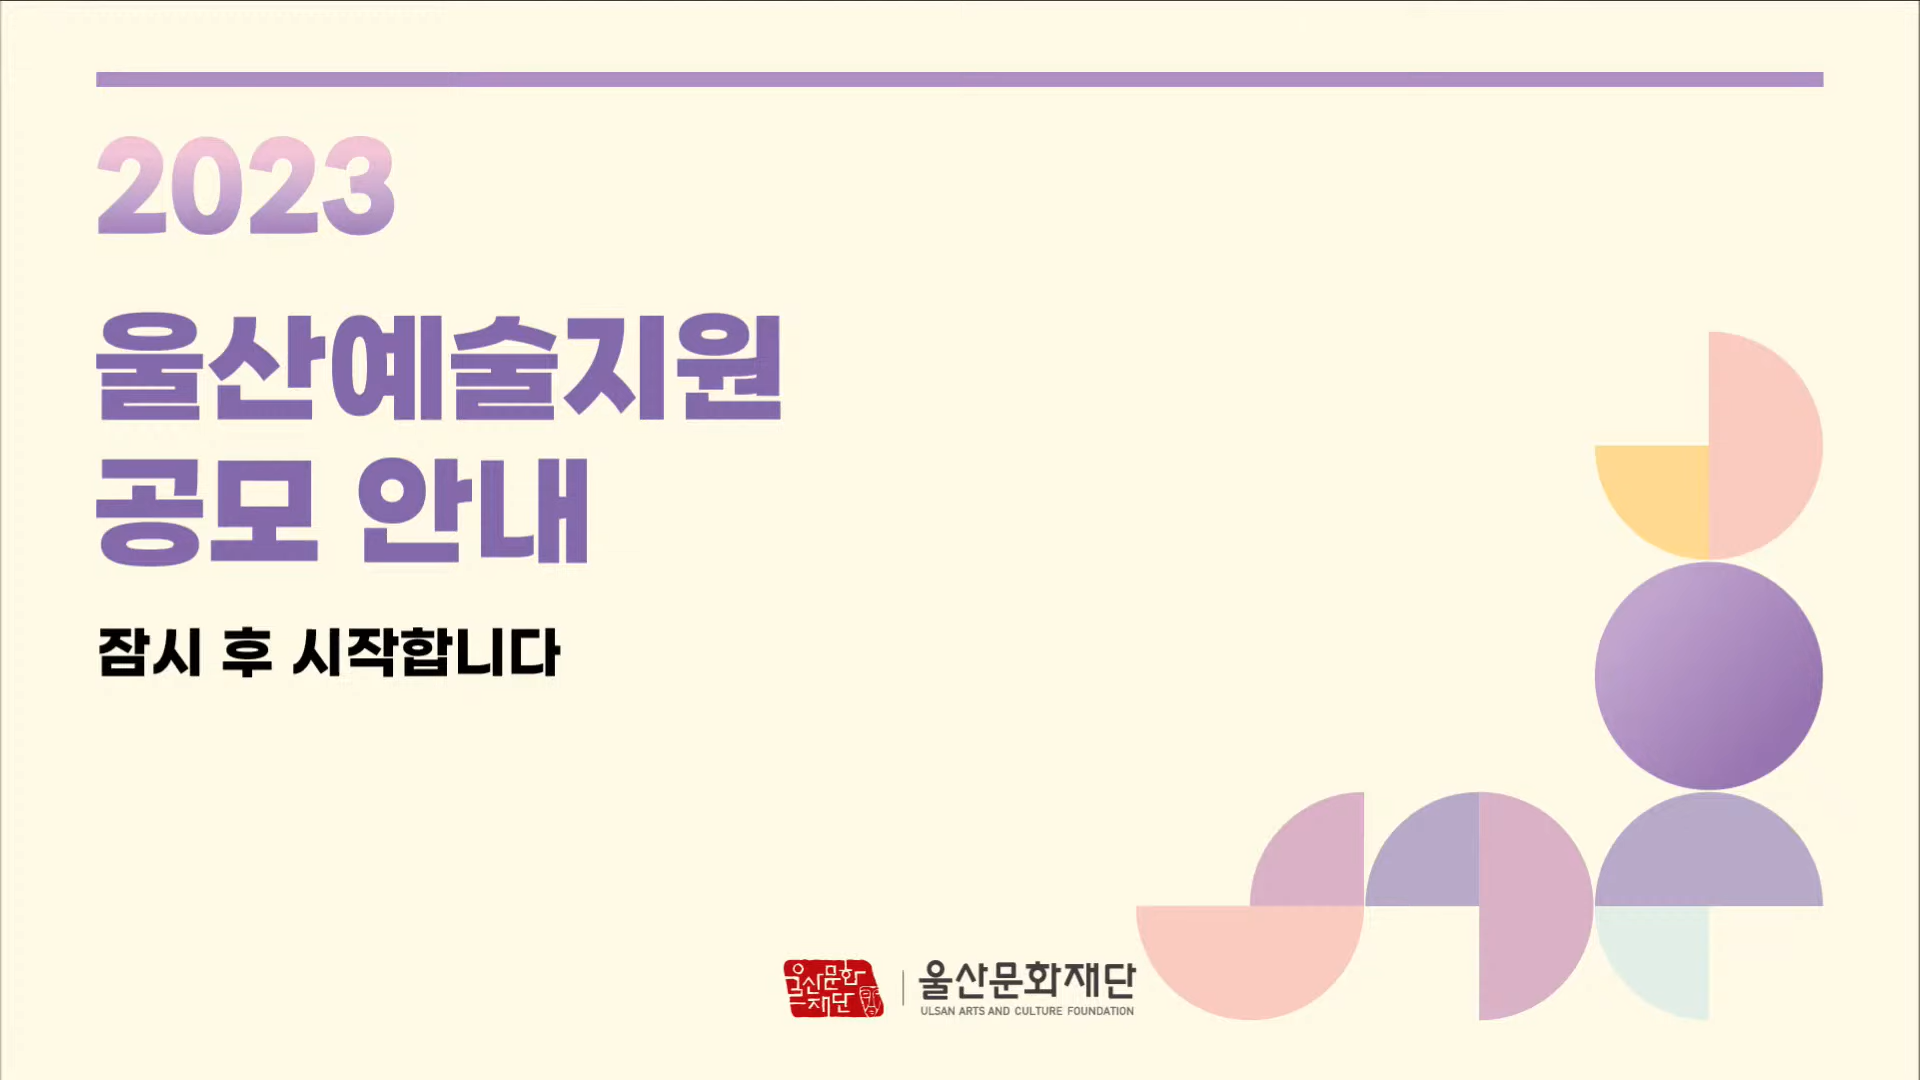 2023
울산예술지원
공모 안내
잠시 후 시작합니다
울산문화
재단
울산문화재단
ULSAN ARTS AND CULTURE FOUNDATION